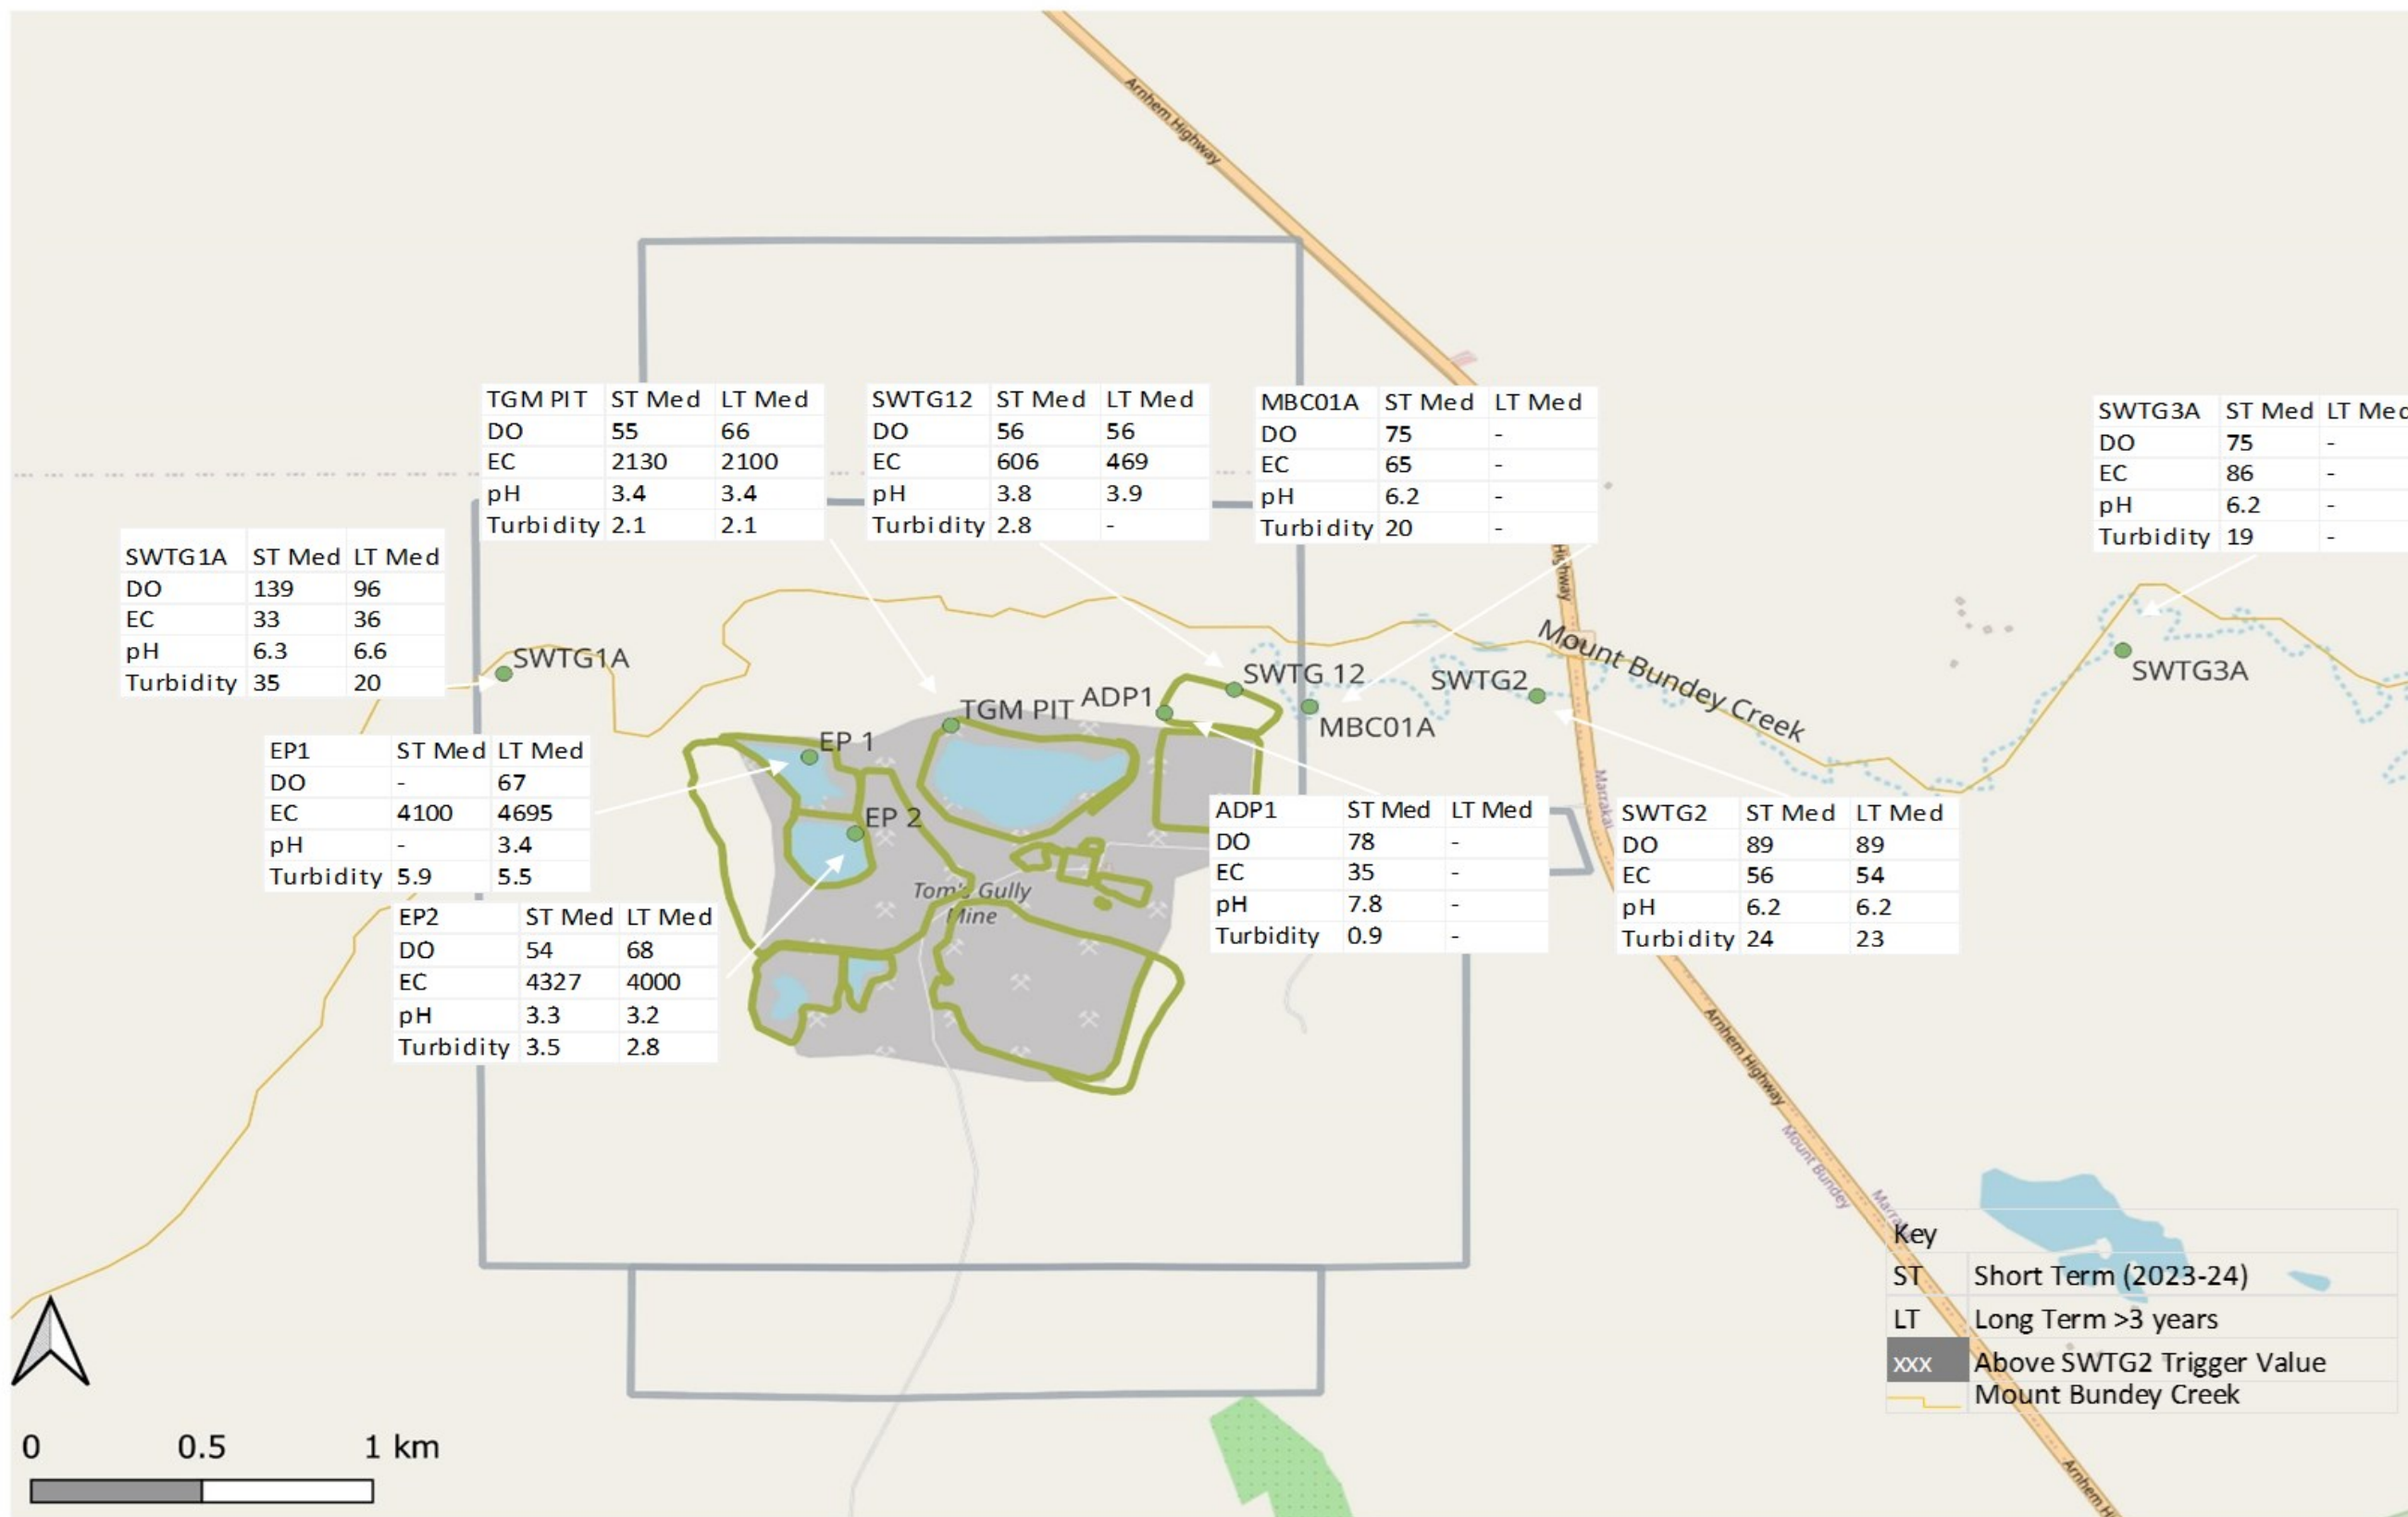 Arnhem Highway
TGM PIT ST Med LT Med
DO 55 66
EC 2130 2100
pH 3.4 3.4
Turbidity 2.1 2.1
SWTG12 ST Med LT Med
DO 56 56
EC 606 469
pH 3.8 3.9
Turbidity 2.8 -
MBC01A ST Med LT Med
DO 75 -
EC 65 -
pH 6.2 -
Turbidity 20 -
SWTG3A ST Med LT Med
DO 75 -
EC 86 -
pH 6.2 -
Turbidity 19 -
SWTG1A ST Med LT Med
DO 139 96
EC 33 36
pH 6.3 6.6
Turbidity 35 20
Highway
Mount Bundey Creek
SWTG1A
SWTG 12
SWTG2
SWTG3A
TGM PIT
ADP1
MBC01A
EP 1
EP 2
EP1 ST Med LT Med
DO - 67
EC 4100 4695
pH - 3.4
Turbidity 5.9 5.5
Marrakai
ADP1 ST Med LT Med
DO 78 -
EC 35 -
pH 7.8 -
Turbidity 0.9 -
SWTG2 ST Med LT Med
DO 89 89
EC 56 54
pH 6.2 6.2
Turbidity 24 23
Tom's Gully
Mine
EP2 ST Med LT Med
DO 54 68
EC 4327 4000
pH 3.3 3.2
Turbidity 3.5 2.8
Arnhem Highway
Mount Bundey
Key
ST Short Term (2023-24)
LT Long Term >3 years
xxx Above SWTG2 Trigger Value
Mount Bundey Creek
0 0.5 1 km
Arnhem H